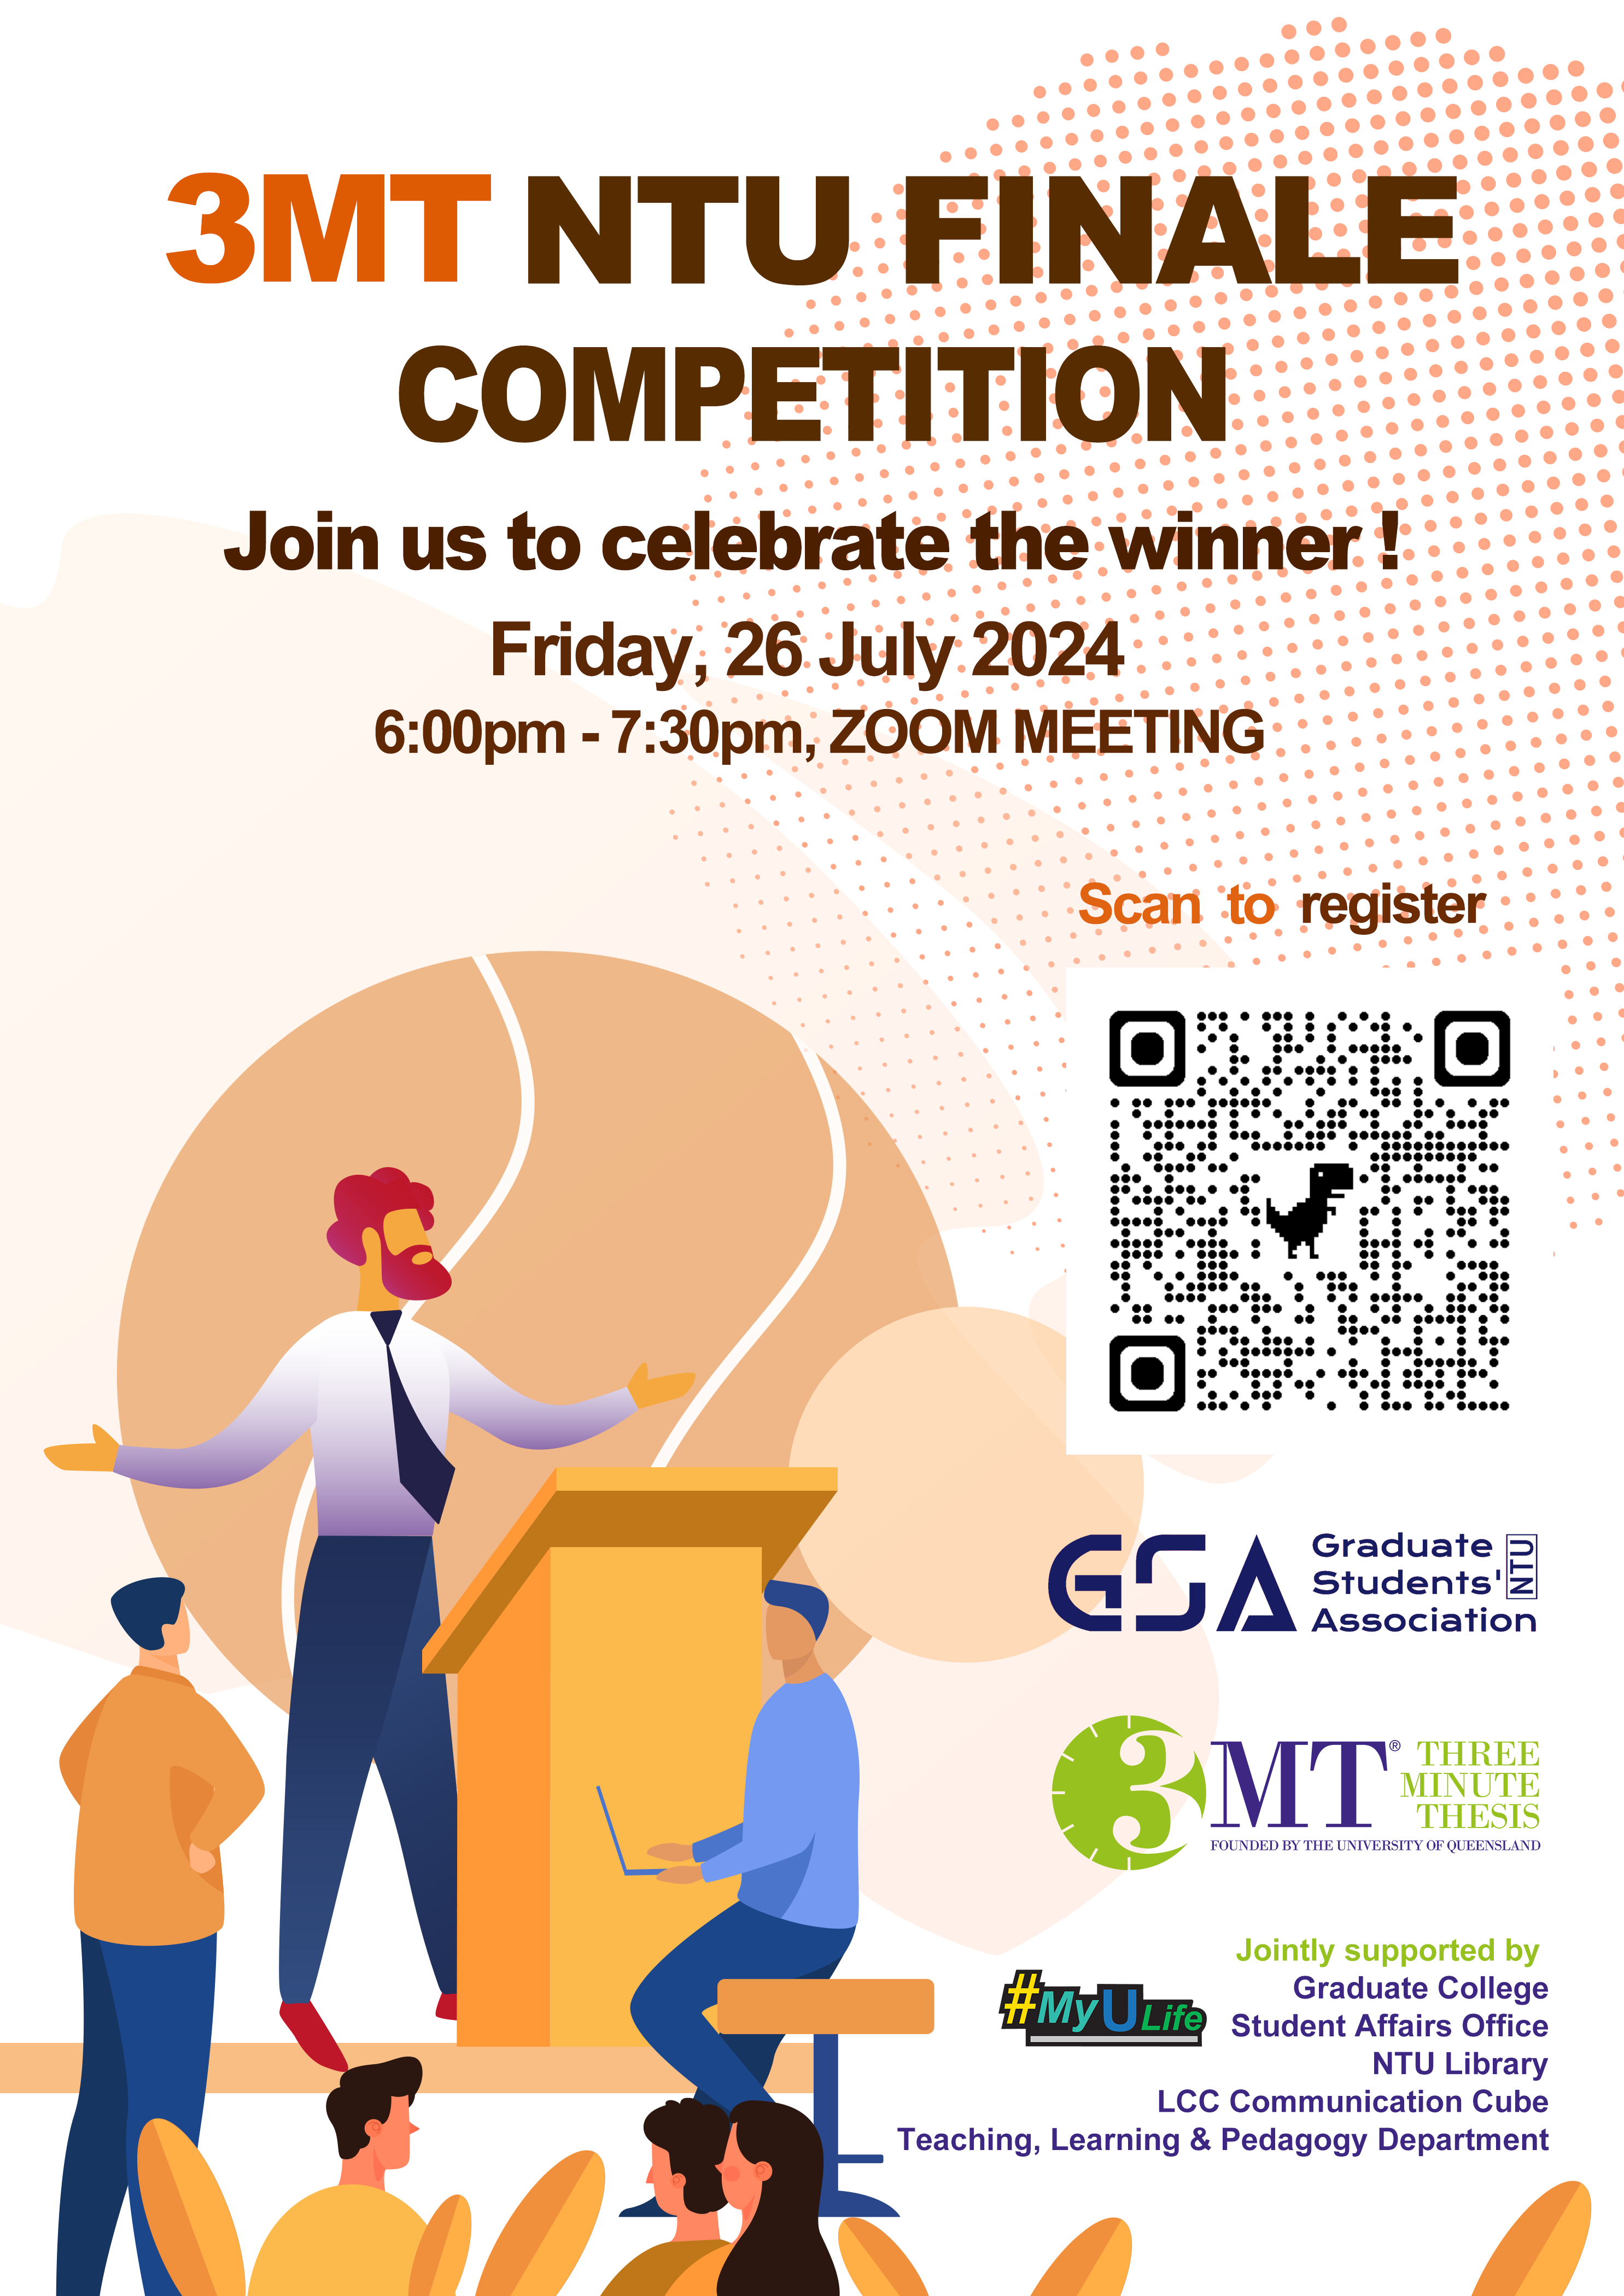 3MT NTU FINALE
COMPETITION
Join us to celebrate the winner !
Friday, 26 July 2024
6:00pm - 7:30pm, ZOOM MEETING
Scan to register
GSA Graduate
Students'
Association
NTU
3MT® THREE
MINUTE
THESIS
FOUNDED BY THE UNIVERSITY OF QUEENSLAND
Jointly supported by
Graduate College
#MyULife
Student Affairs Office
NTU Library
LCC Communication Cube
Teaching, Learning & Pedagogy Department